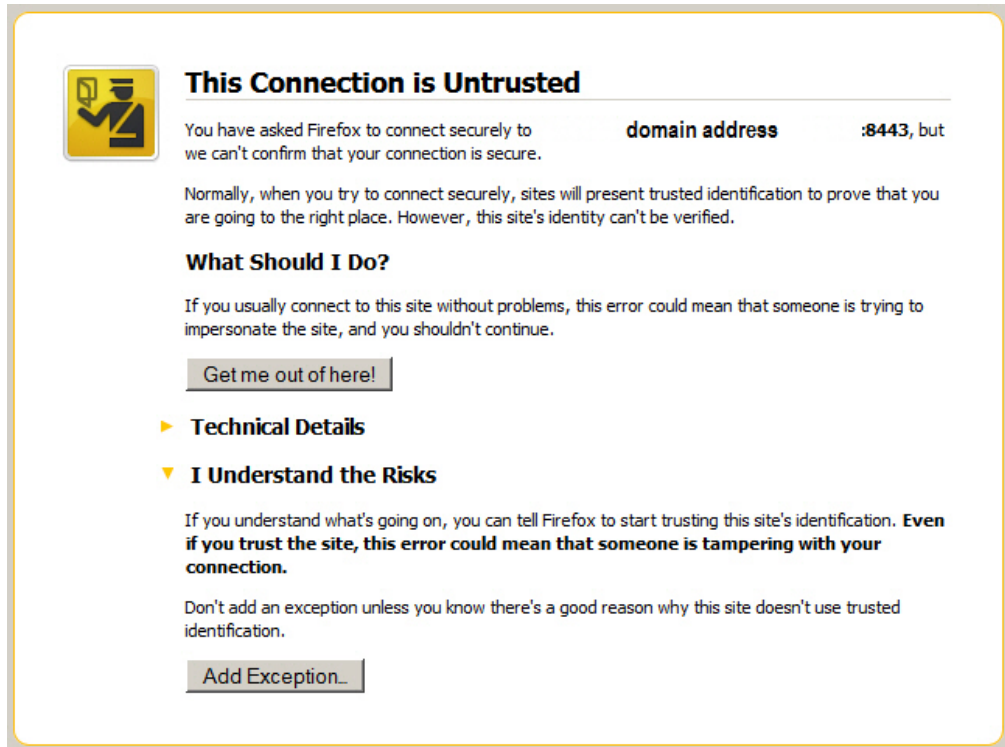 This Connection is Untrusted
You have asked Firefox to connect securely to domain address :8443, but
we can't confirm that your connection is secure.
Normally, when you try to connect securely, sites will present trusted identification to prove that you
are going to the right place. However, this site's identity can't be verified.
What Should I Do?
If you usually connect to this site without problems, this error could mean that someone is trying to
impersonate the site, and you shouldn't continue.
Get me out of here!
Technical Details
I Understand the Risks
If you understand what's going on, you can tell Firefox to start trusting this site's identification. Even
if you trust the site, this error could mean that someone is tampering with your
connection.
Don't add an exception unless you know there's a good reason why this site doesn't use trusted
identification.
Add Exception...